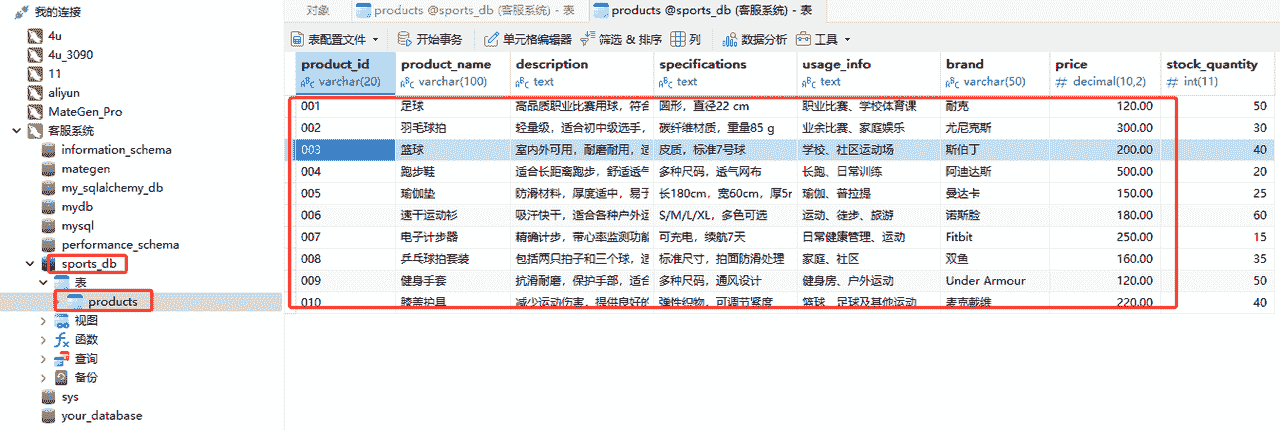 我的连接
4u
4u_3090
11
aliyun
MateGen_Pro
客服系统
information_schema
mategen
my_sqlalchemy_db
mydb
mysql
performance_schema
sports_db
表
products
视图
函数
查询
备份
sys
your_database
对象 products @sports_db (客服系统) - 表 products @sports_db (客服系统) - 表
表配置文件 开始事务 单元格编辑器 筛选 & 排序 列 数据分析 工具
product_id product_name description specifications usage_info brand price stock_quantity
ABC varchar(20) ABC varchar(100) ABC text ABC text ABC text ABC varchar(50) # decimal(10,2) # int(11)
001 足球 高品质职业比赛用球，符合 圆形，直径22 cm 职业比赛、学校体育课 耐克 120.00 50
002 羽毛球拍 轻量级，适合初中级选手， 碳纤维材质，重量85 g 业余比赛、家庭娱乐 尤尼克斯 300.00 30
003 篮球 室内外可用，耐磨耐用，适 皮质，标准7号球 学校、社区运动场 斯伯丁 200.00 40
004 跑步鞋 适合长距离跑步，舒适透气 多种尺码，透气网布 长跑、日常训练 阿迪达斯 500.00 20
005 瑜伽垫 防滑材料，厚度适中，易于 长180cm，宽60cm，厚5r 瑜伽、普拉提 曼达卡 150.00 25
006 速干运动衫 吸汗快干，适合各种户外运 S/M/L/XL，多色可选 运动、徒步、旅游 诺斯脸 180.00 60
007 电子计步器 精确计步，带心率监测功能 可充电，续航7天 日常健康管理、运动 Fitbit 250.00 15
008 乒乓球拍套装 包括两只拍子和三个球，适 标准尺寸，拍面防滑处理 家庭、社区 双鱼 160.00 35
009 健身手套 抗滑耐磨，保护手部，适合 多种尺码，通风设计 健身房、户外运动 Under Armour 120.00 50
010 膝盖护具 减少运动伤害，提供良好的 弹性织物，可调节紧度 篮球、足球及其他运动 麦克戴维 220.00 40